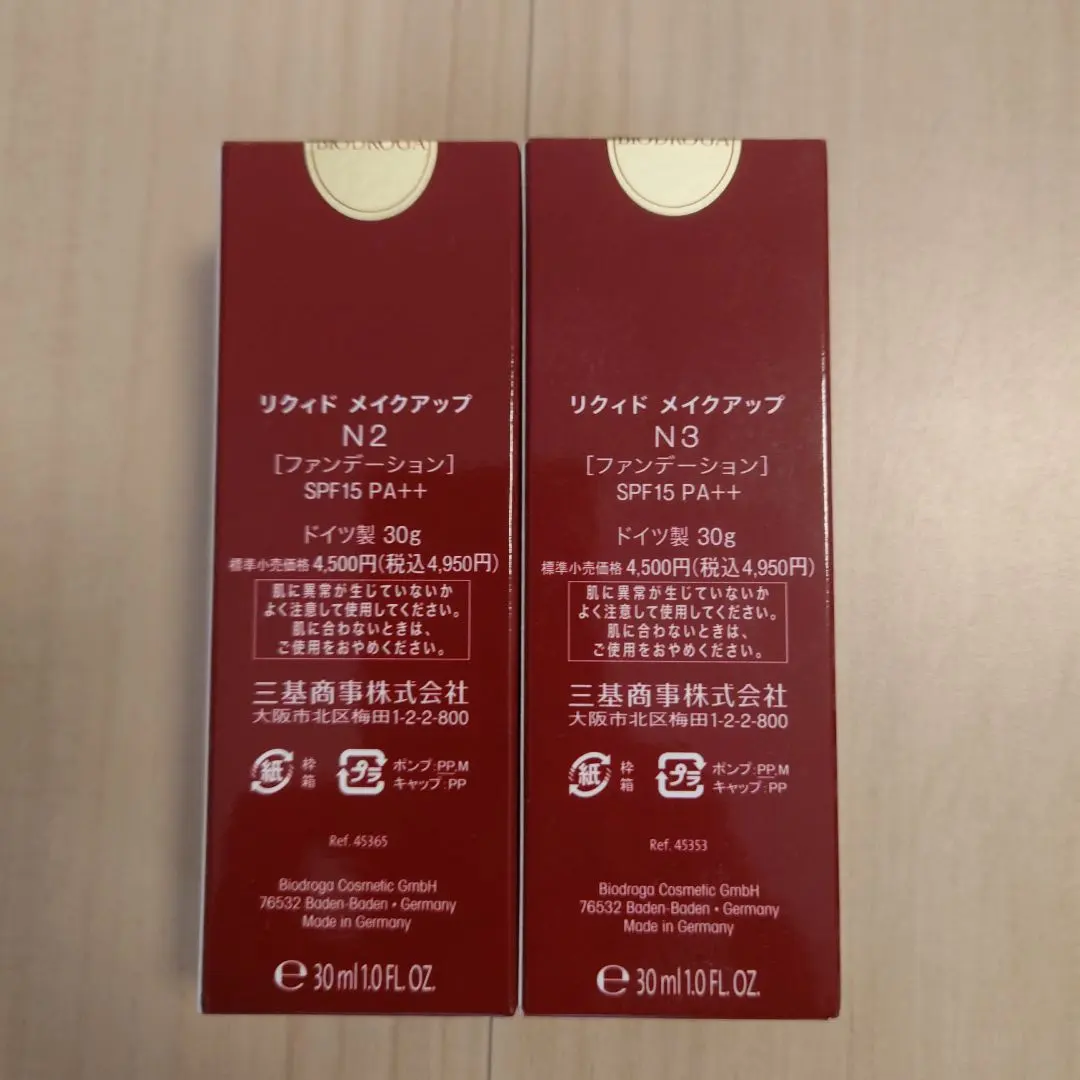 BIODROGA
リクィド メイクアップ
N2
[ファンデーション]
SPF15 PA++
ドイツ製 30g
標準小売価格 4,500円(税込4,950円)
肌に異常が生じていないか
よく注意して使用してください。
肌に合わないときは、
ご使用をおやめください。
三基商事株式会社
大阪市北区梅田1-2-2-800
紙 枠 プラ ポンプ:PP,M
箱 キャップ:PP
Ref. 45365
Biodroga Cosmetic GmbH
76532 Baden-Baden • Germany
Made in Germany
℮ 30 ml 1.0 FL. OZ.
BIODROGA
リクィド メイクアップ
N3
[ファンデーション]
SPF15 PA++
ドイツ製 30g
標準小売価格 4,500円(税込4,950円)
肌に異常が生じていないか
よく注意して使用してください。
肌に合わないときは、
ご使用をおやめください。
三基商事株式会社
大阪市北区梅田1-2-2-800
紙 枠 プラ ポンプ:PP,M
箱 キャップ:PP
Ref. 45353
Biodroga Cosmetic GmbH
76532 Baden-Baden • Germany
Made in Germany
℮ 30 ml 1.0 FL. OZ.